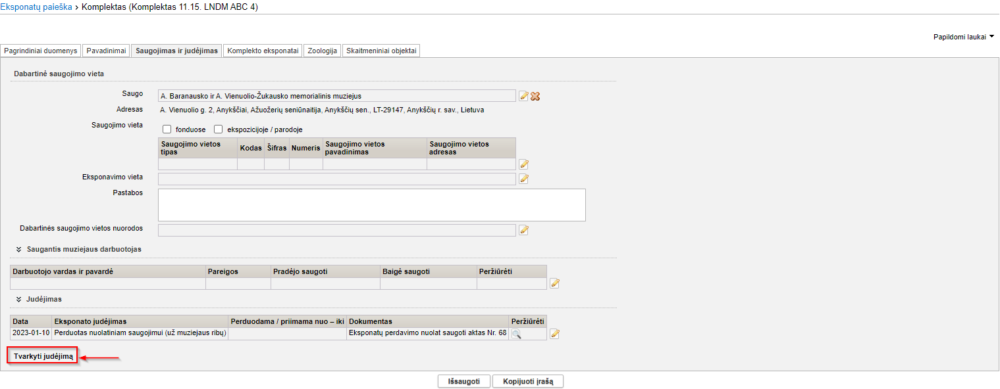 Eksponatų paieška › Komplektas (Komplektas 11.15. LNDM ABC 4)
Papildomi laukai
Pagrindiniai duomenys Pavadinimai Saugojimas ir judėjimas Komplekto eksponatai Zoologija Skaitmeniniai objektai
Dabartinė saugojimo vieta
Saugo A. Baranausko ir A. Vienuolio-Žukausko memorialinis muziejus
Adresas A. Vienuolio g. 2, Anykščiai, Ažuožerių seniūnaitija, Anykščių sen., LT-29147, Anykščių r. sav., Lietuva
Saugojimo vieta
fonduose ekspozicijoje / parodoje
Saugojimo vietos tipas Kodas Šifras Numeris Saugojimo vietos pavadinimas Saugojimo vietos adresas
Eksponavimo vieta
Pastabos
Dabartinės saugojimo vietos nuorodos
Saugantis muziejaus darbuotojas
Darbuotojo vardas ir pavardė Pareigos Pradėjo saugoti Baigė saugoti Peržiūrėti
Judėjimas
Data Eksponato judėjimas Perduodama / priimama nuo – iki Dokumentas Peržiūrėti
2023-01-10 Perduotas nuolatiniam saugojimui (už muziejaus ribų) Eksponatų perdavimo nuolat saugoti aktas Nr. 68
Tvarkyti judėjimą
Išsaugoti Kopijuoti įrašą